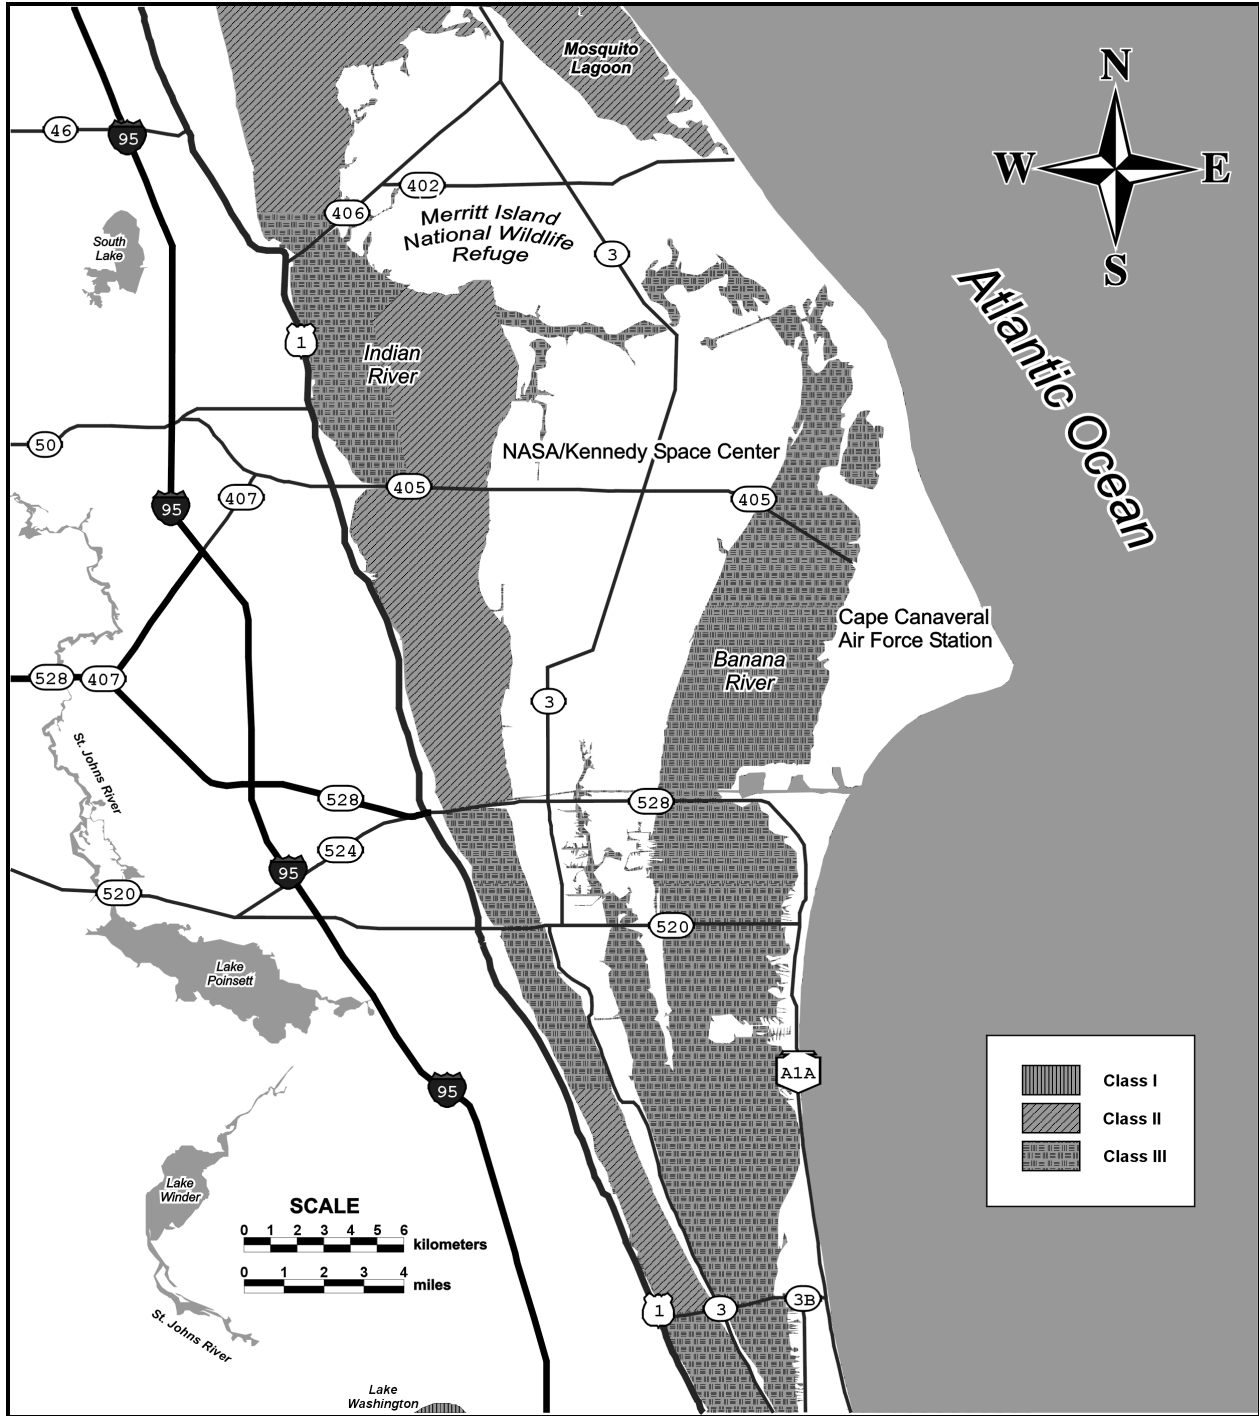 Mosquito
Lagoon
N
W
E
S
46
95
402
406
Merritt Island
National Wildlife
Refuge
3
South
Lake
Atlantic Ocean
1
Indian
River
50
NASA/Kennedy Space Center
405
405
407
95
Cape Canaveral
Air Force Station
Banana
River
528
407
3
St. Johns River
528
528
524
95
520
520
Lake
Poinsett
A1A
Class I
Class II
Class III
95
Lake
Winder
SCALE
0 1 2 3 4 5 6
kilometers
0 1 2 3 4
miles
1
3
3B
St. Johns River
Lake
Washington